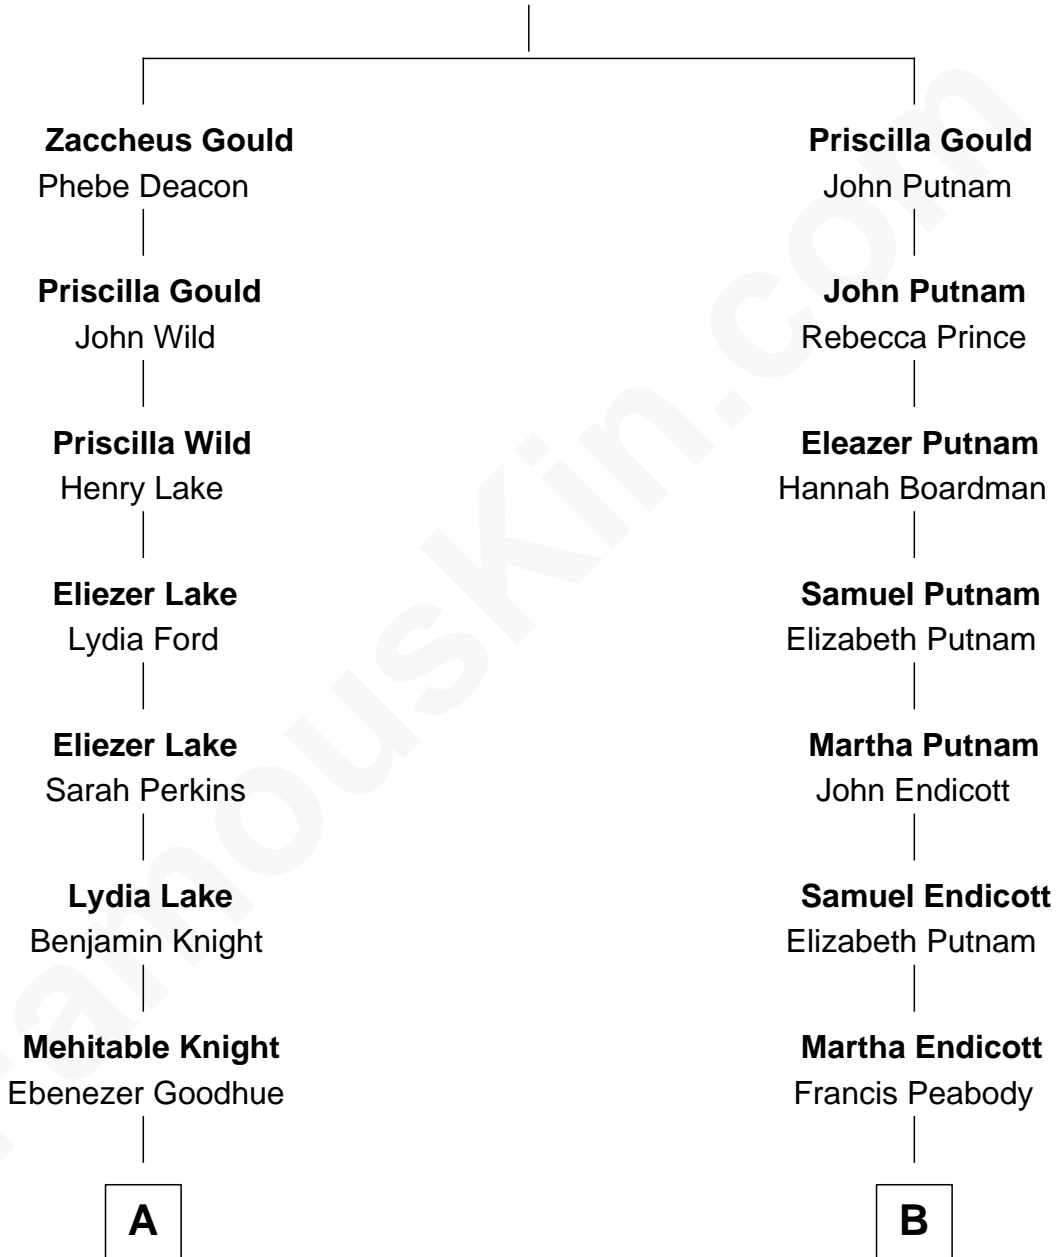 Zaccheus Gould
Phebe Deacon
Priscilla Gould
John Wild
Priscilla Wild
Henry Lake
Eliezer Lake
Lydia Ford
Eliezer Lake
Sarah Perkins
Lydia Lake
Benjamin Knight
Mehitable Knight
Ebenezer Goodhue
A
Priscilla Gould
John Putnam
John Putnam
Rebecca Prince
Eleazer Putnam
Hannah Boardman
Samuel Putnam
Elizabeth Putnam
Martha Putnam
John Endicott
Samuel Endicott
Elizabeth Putnam
Martha Endicott
Francis Peabody
B
FamousKin.com